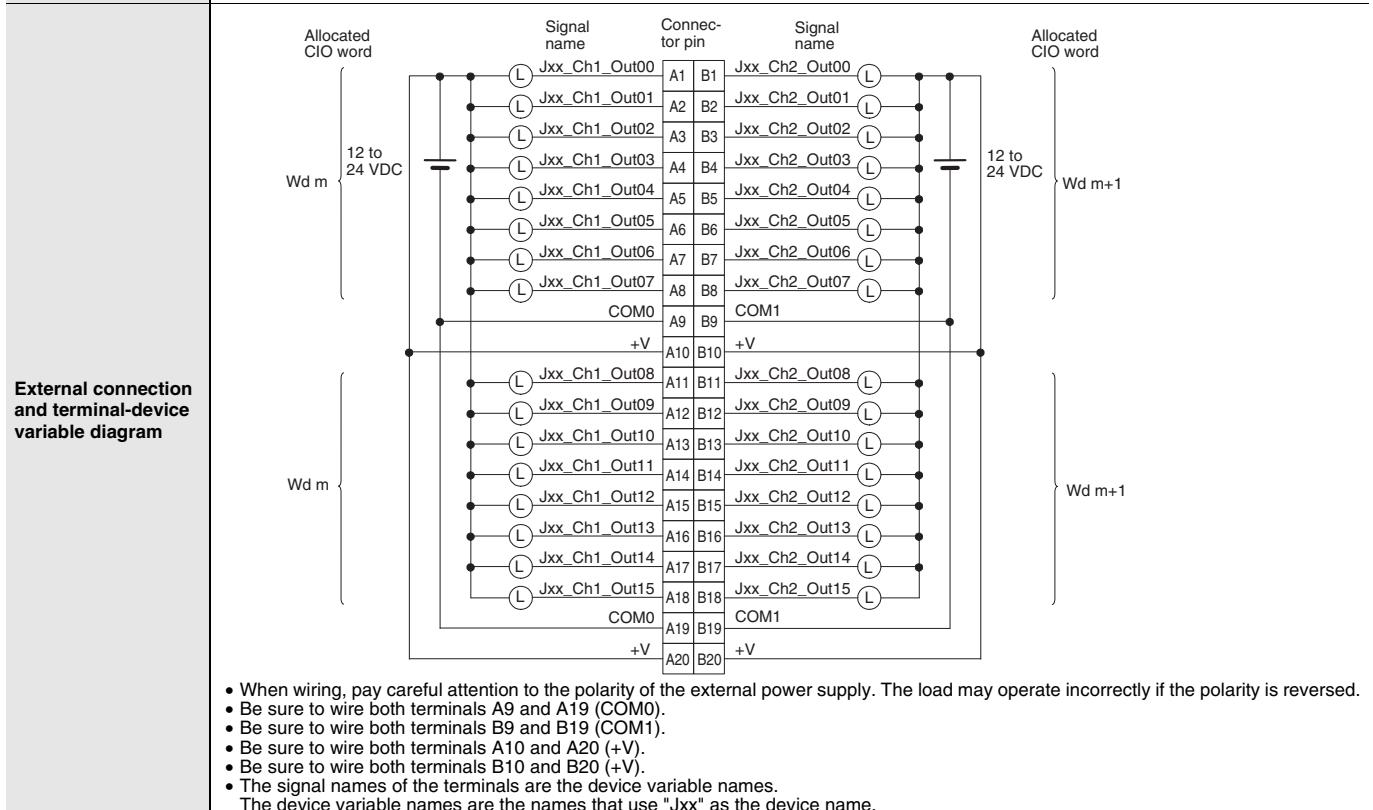 Allocated
CIO word
Signal
name
Connec-
tor pin
Signal
name
Allocated
CIO word
L Jxx_Ch1_Out00 A1 B1 Jxx_Ch2_Out00 L
L Jxx_Ch1_Out01 A2 B2 Jxx_Ch2_Out01 L
L Jxx_Ch1_Out02 A3 B3 Jxx_Ch2_Out02 L
12 to
24 VDC
L Jxx_Ch1_Out03 A4 B4 Jxx_Ch2_Out03 L
12 to
24 VDC
Wd m
Wd m+1
L Jxx_Ch1_Out04 A5 B5 Jxx_Ch2_Out04 L
L Jxx_Ch1_Out05 A6 B6 Jxx_Ch2_Out05 L
L Jxx_Ch1_Out06 A7 B7 Jxx_Ch2_Out06 L
L Jxx_Ch1_Out07 A8 B8 Jxx_Ch2_Out07 L
COM0 A9 B9 COM1
+V A10 B10 +V
External connection
and terminal-device
variable diagram
L Jxx_Ch1_Out08 A11 B11 Jxx_Ch2_Out08 L
L Jxx_Ch1_Out09 A12 B12 Jxx_Ch2_Out09 L
L Jxx_Ch1_Out10 A13 B13 Jxx_Ch2_Out10 L
L Jxx_Ch1_Out11 A14 B14 Jxx_Ch2_Out11 L
Wd m
Wd m+1
L Jxx_Ch1_Out12 A15 B15 Jxx_Ch2_Out12 L
L Jxx_Ch1_Out13 A16 B16 Jxx_Ch2_Out13 L
L Jxx_Ch1_Out14 A17 B17 Jxx_Ch2_Out14 L
L Jxx_Ch1_Out15 A18 B18 Jxx_Ch2_Out15 L
COM0 A19 B19 COM1
+V A20 B20 +V
• When wiring, pay careful attention to the polarity of the external power supply. The load may operate incorrectly if the polarity is reversed.
• Be sure to wire both terminals A9 and A19 (COM0).
• Be sure to wire both terminals B9 and B19 (COM1).
• Be sure to wire both terminals A10 and A20 (+V).
• Be sure to wire both terminals B10 and B20 (+V).
• The signal names of the terminals are the device variable names.
The device variable names are the names that use "Jxx" as the device name.